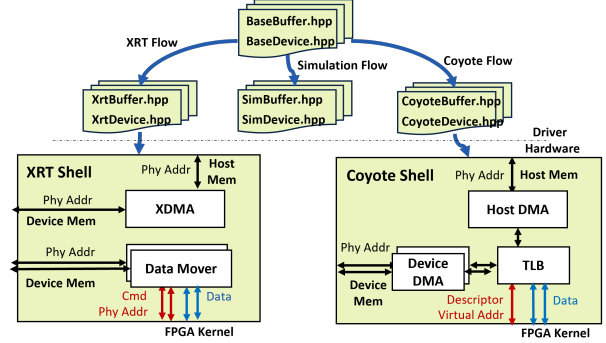 BaseBuffer.hpp
BaseDevice.hpp
XRT Flow
Simulation Flow
Coyote Flow
XrtBuffer.hpp
XrtDevice.hpp
SimBuffer.hpp
SimDevice.hpp
CoyoteBuffer.hpp
CoyoteDevice.hpp
Driver
Hardware
XRT Shell
Phy Addr
Host
Mem
Phy Addr
XDMA
Device Mem
Phy Addr
Data Mover
Device Mem
Cmd
Phy Addr
Data
FPGA Kernel
Coyote Shell
Phy Addr
Host Mem
Host DMA
Phy Addr
Device
Mem
Device
DMA
TLB
Descriptor
Virtual Addr
Data
FPGA Kernel